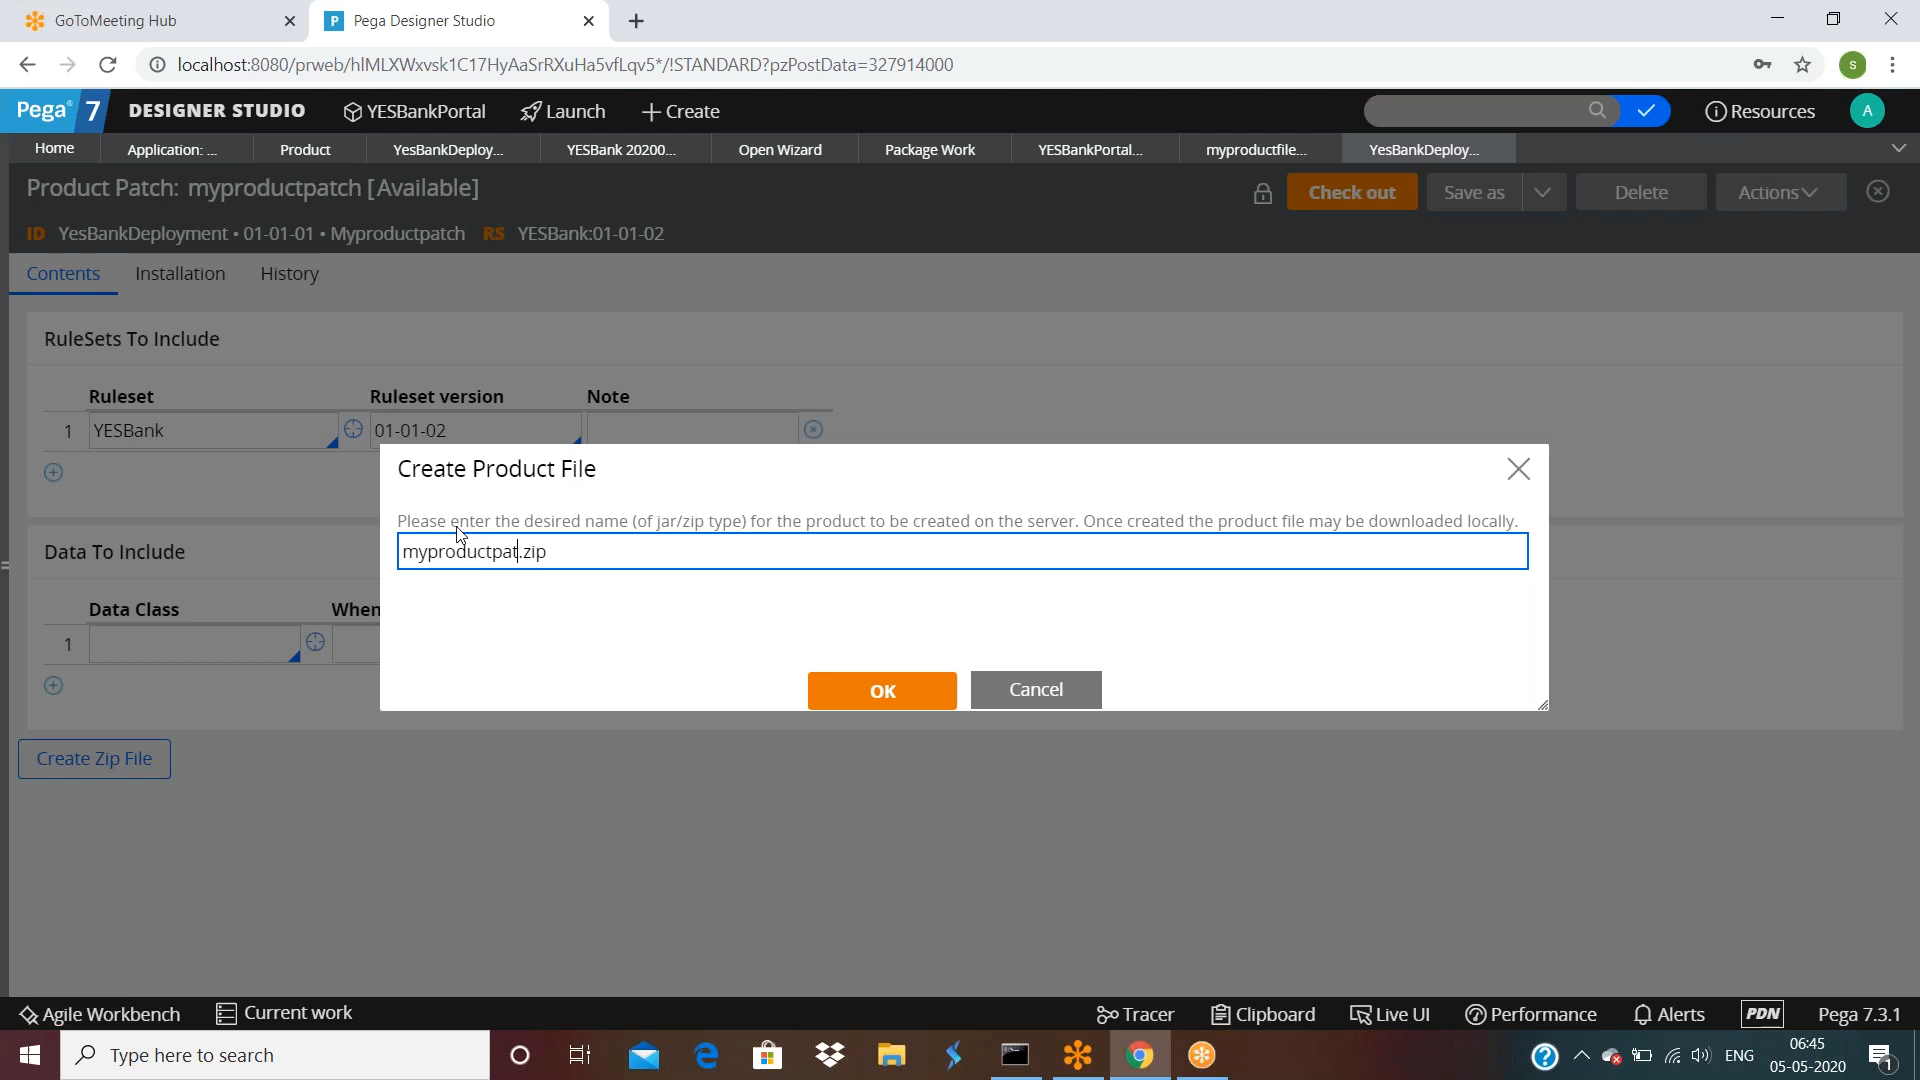 GoToMeeting Hub
P Pega Designer Studio
localhost:8080/prweb/hIMLXWxvsk1C17HyAaSrRXuHa5vfLqv5*/!STANDARD?pzPostData=327914000
s
Pega 7 DESIGNER STUDIO YESBankPortal Launch Create Resources A
Home Application: ... Product YesBankDeploy... YESBank 20200... Open Wizard Package Work YESBankPortal... myproductfile... YesBankDeploy...
Product Patch: myproductpatch [Available]
Check out Save as Delete Actions
ID YesBankDeployment • 01-01-01 • Myproductpatch RS YESBank:01-01-02
Contents Installation History
RuleSets To Include
Ruleset Ruleset version Note
1 YESBank 01-01-02
Create Product File
Please enter the desired name (of jar/zip type) for the product to be created on the server. Once created the product file may be downloaded locally.
myproductpat.zip
Data To Include
Data Class When
1
OK Cancel
Create Zip File
Agile Workbench Current work Tracer Clipboard Live UI Performance Alerts PDN Pega 7.3.1
Type here to search
ENG
06:45
05-05-2020
1